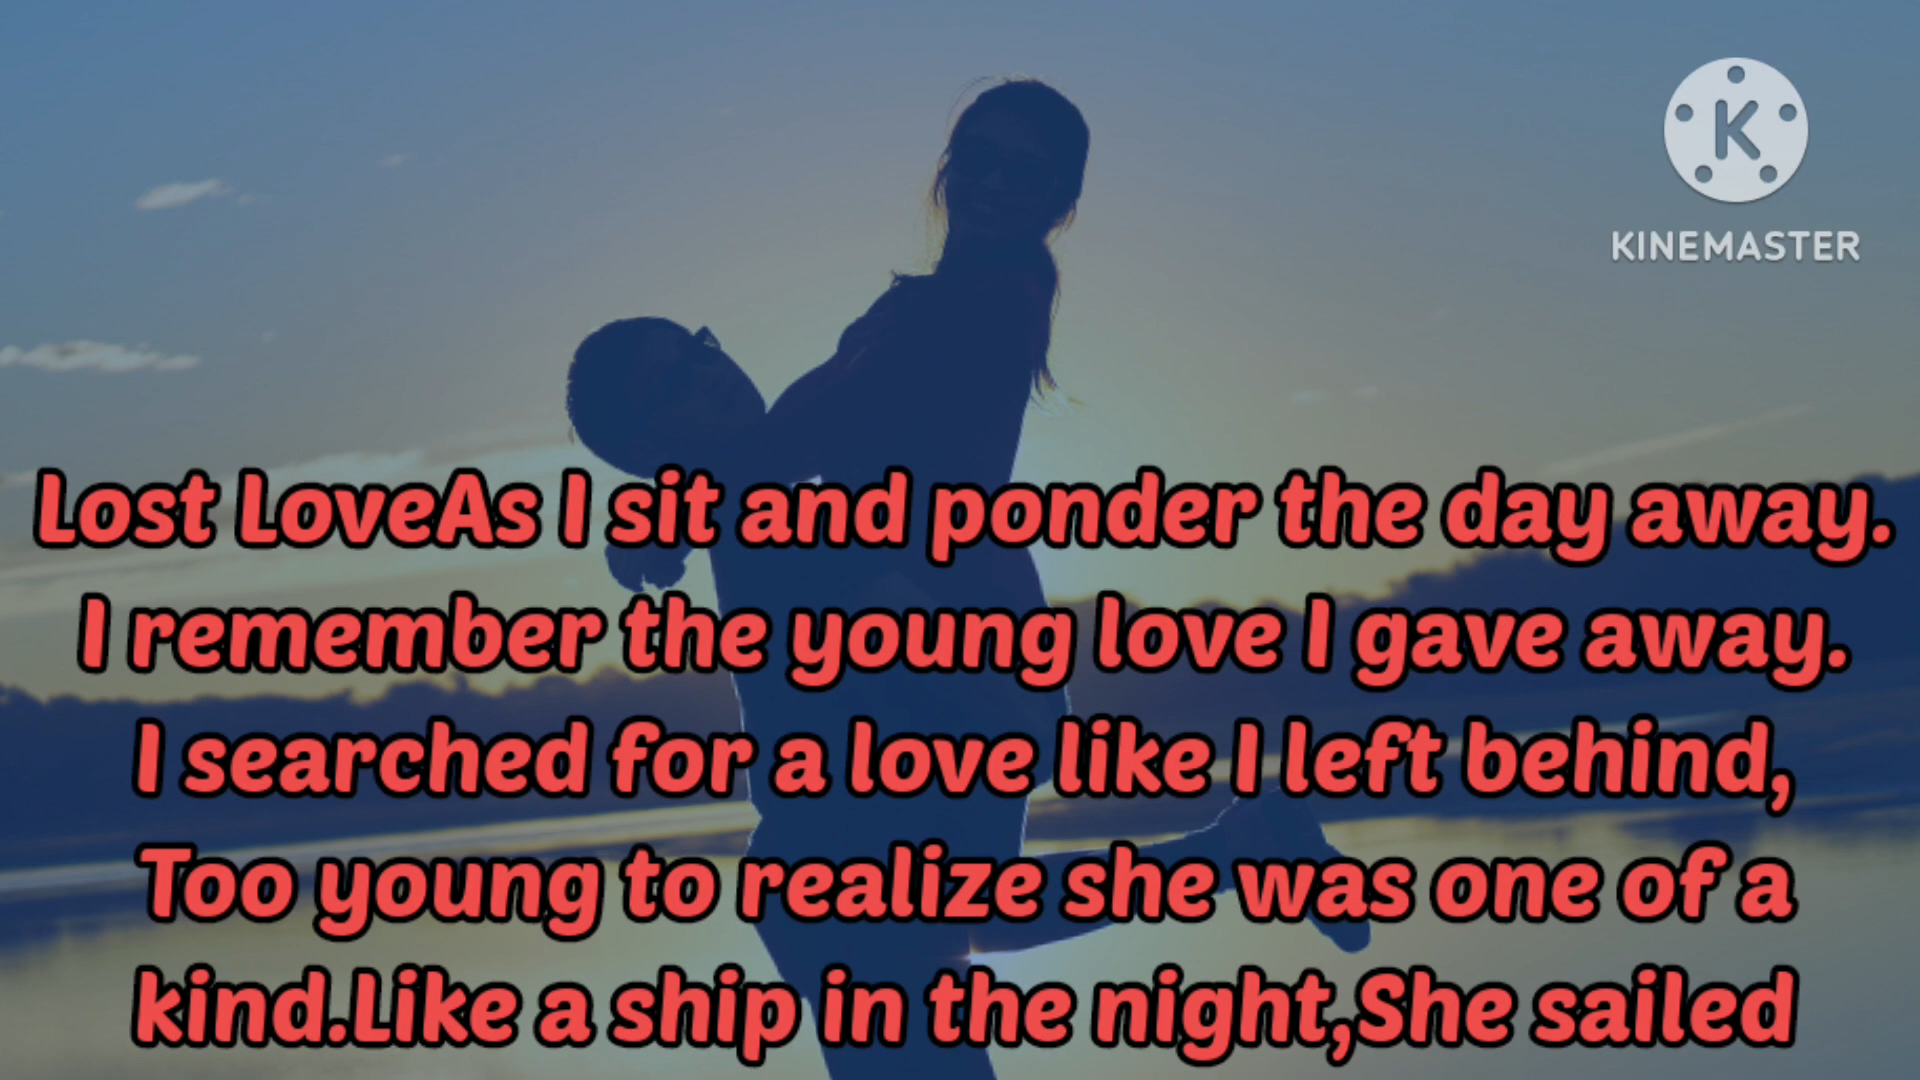 K
KINEMASTER
Lost LoveAs I sit and ponder the day away.
I remember the young love I gave away.
I searched for a love like I left behind,
Too young to realize she was one of a
kind.Like a ship in the night,She sailed